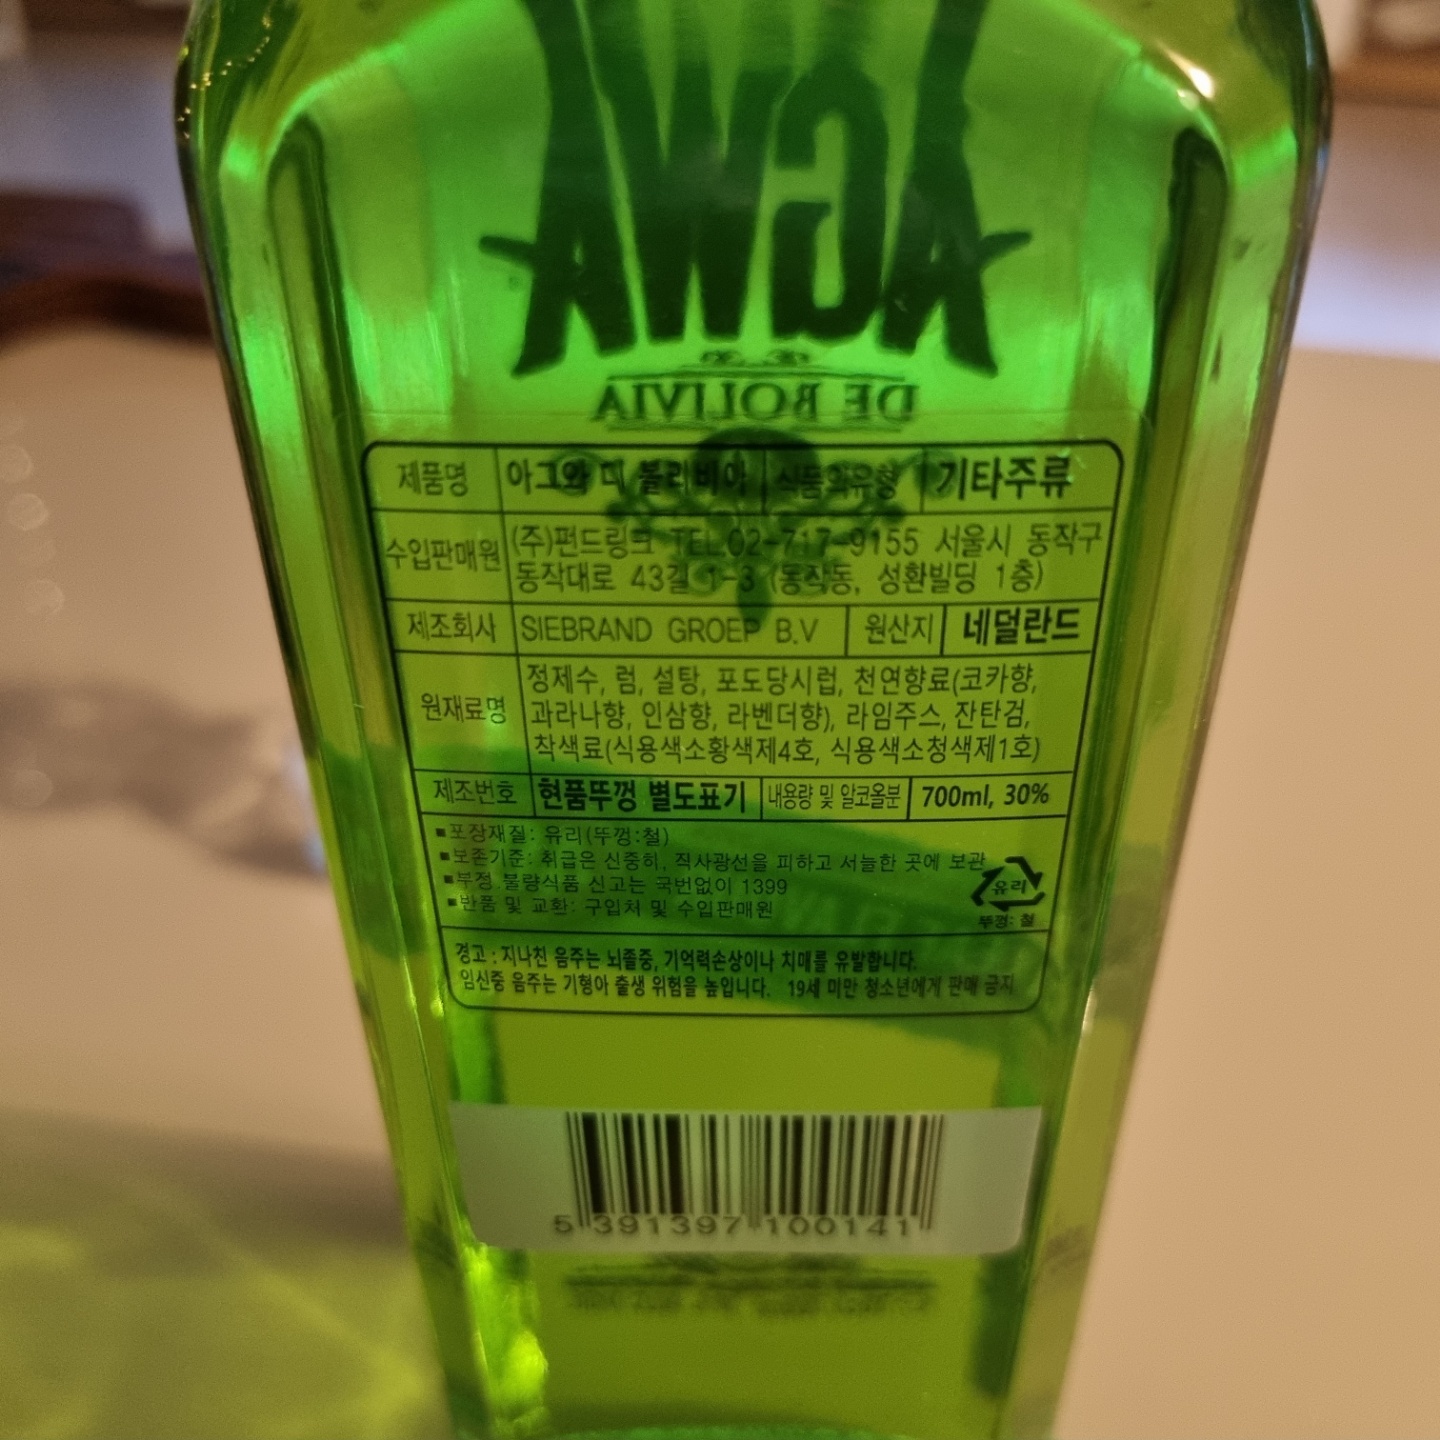 AGWA
DE BOLIVIA
제품명 아그와 디 볼리비아 식품의유형 기타주류
수입판매원 (주)펀드링크 TEL.02-717-9155 서울시 동작구
동작대로 43길 1-3 (동작동, 성환빌딩 1층)
제조회사 SIEBRAND GROEP B.V 원산지 네덜란드
원재료명 정제수, 럼, 설탕, 포도당시럽, 천연향료(코카향,
과라나향, 인삼향, 라벤더향), 라임주스, 잔탄검,
착색료(식용색소황색제4호, 식용색소청색제1호)
제조번호 현품뚜껑 별도표기 내용량 및 알코올분 700ml, 30%
■포장재질: 유리(뚜껑:철)
■보존기준: 취급은 신중히, 직사광선을 피하고 서늘한 곳에 보관
■부정 불량식품 신고는 국번없이 1399
■반품 및 교환: 구입처 및 수입판매원
유리
뚜껑: 철
경고 : 지나친 음주는 뇌졸중, 기억력손상이나 치매를 유발합니다.
임신중 음주는 기형아 출생 위험을 높입니다. 19세 미만 청소년에게 판매 금지
5 391397 100141